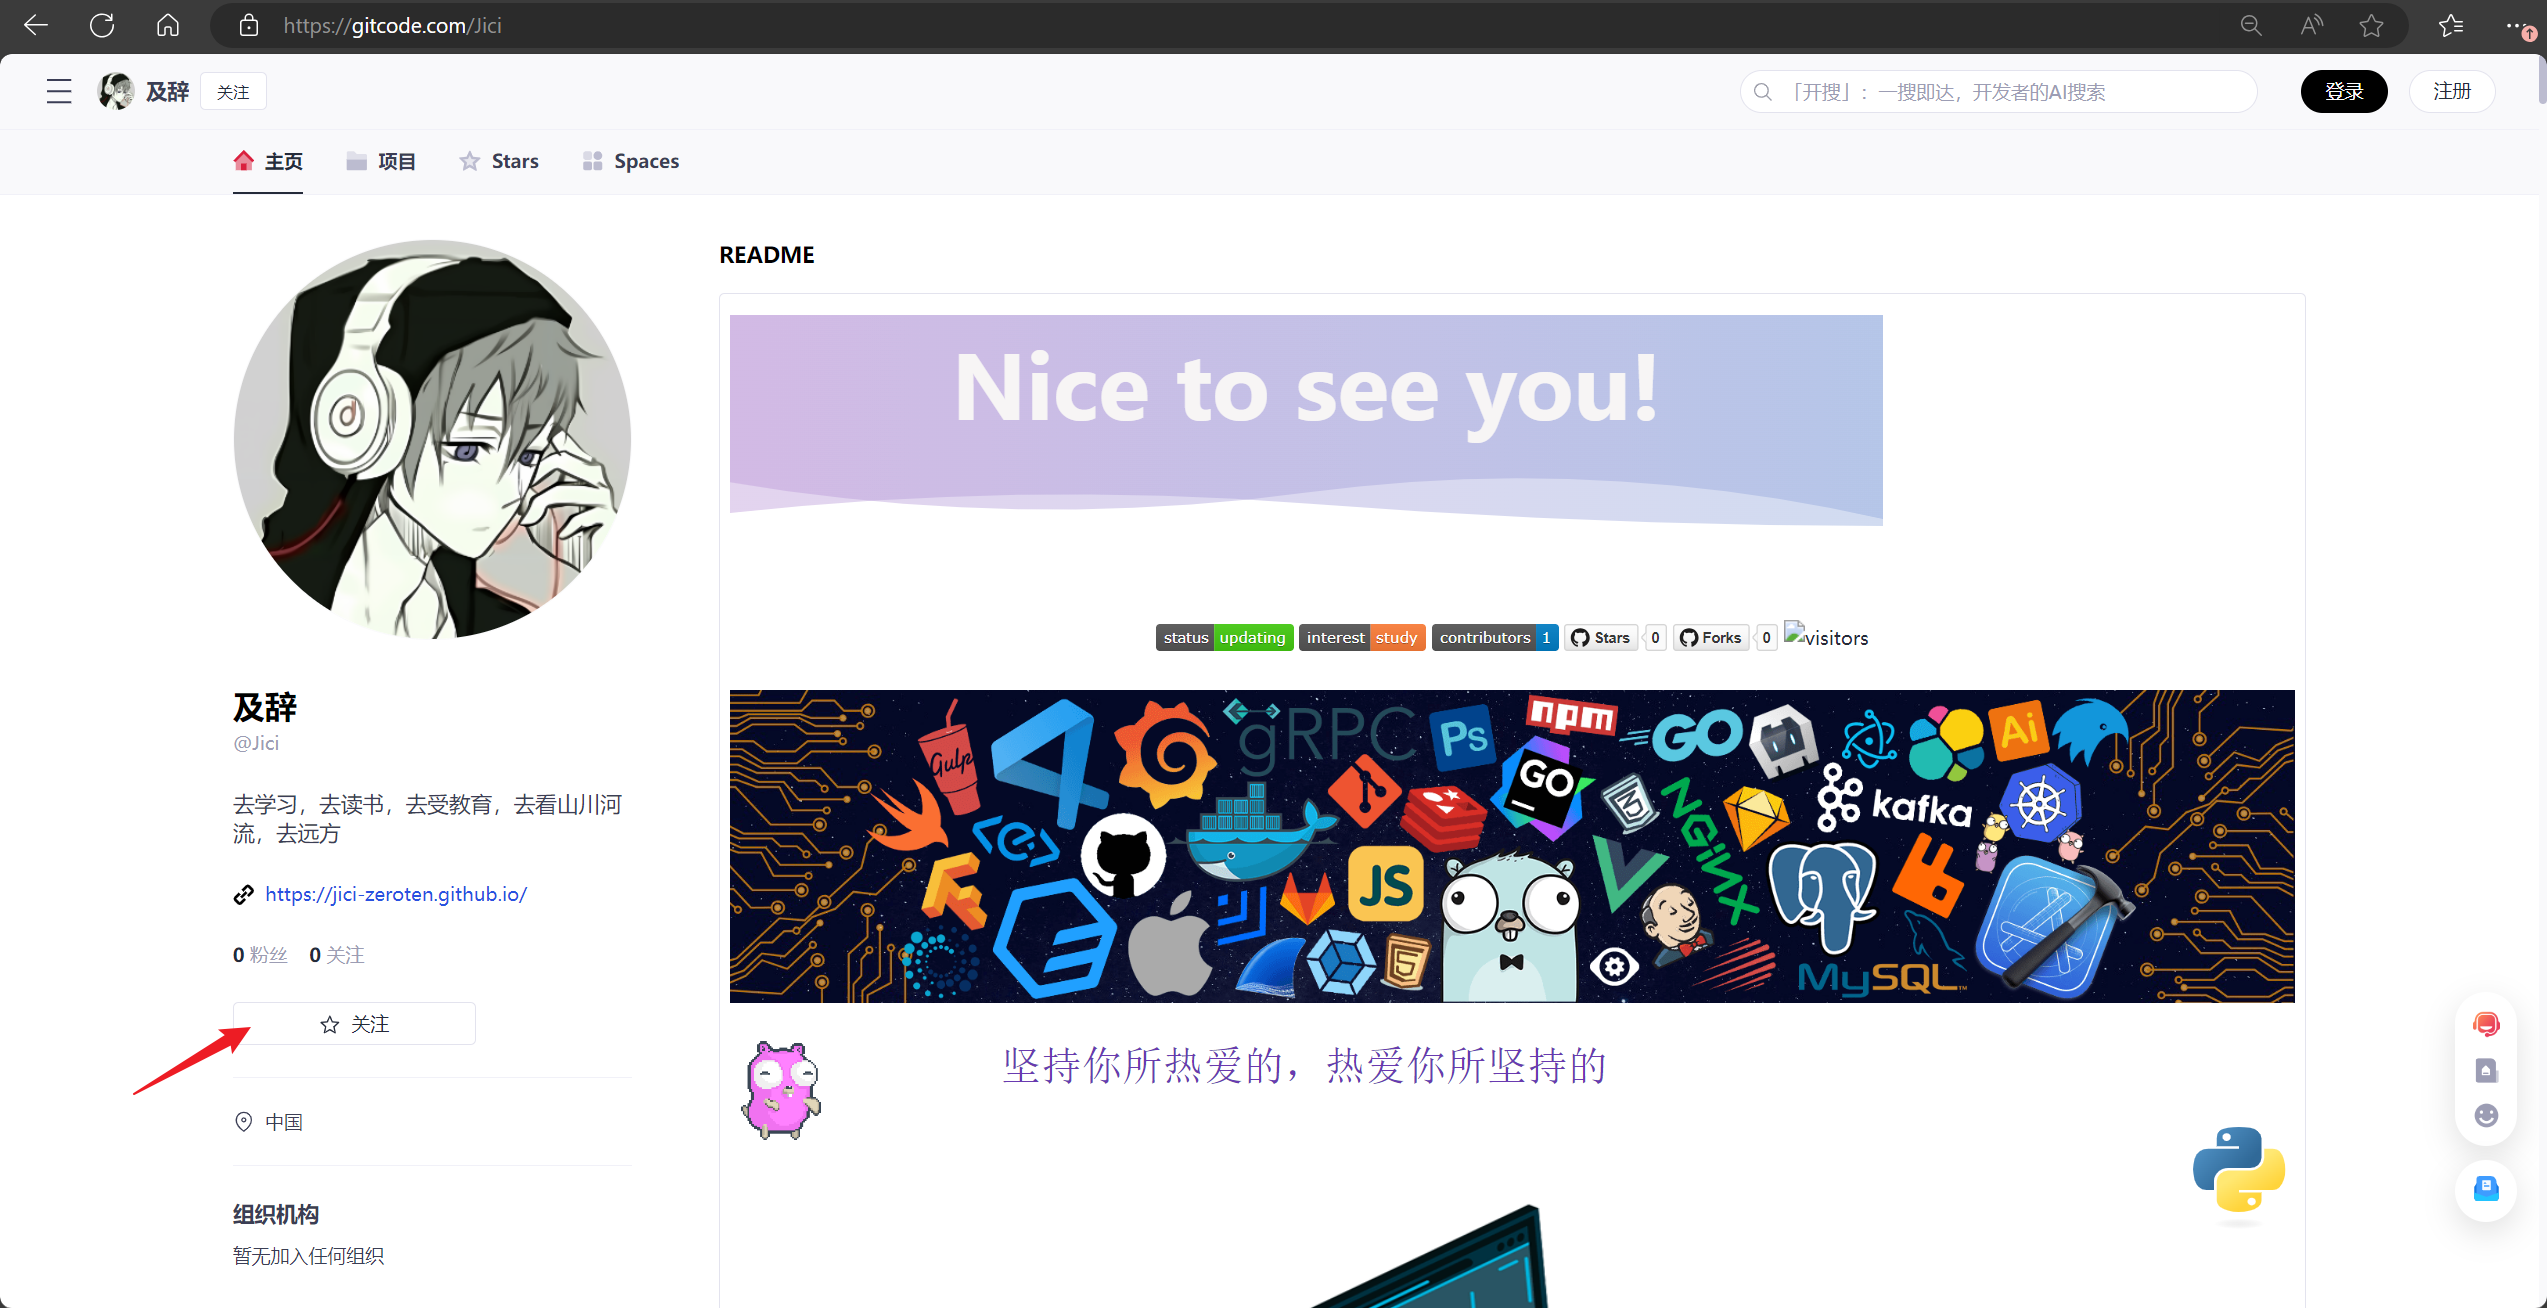 https://gitcode.com/Jici
及辞 关注
「开搜」：一搜即达，开发者的AI搜索
登录 注册
主页 项目 Stars Spaces
README
Nice to see you!
status updating interest study contributors 1 Stars 0 Forks 0 visitors
及辞
@Jici
去学习，去读书，去受教育，去看山川河
流，去远方
https://jici-zeroten.github.io/
0 粉丝 0 关注
关注
中国
组织机构
暂无加入任何组织
Gulp
gRPC
Ps
npm
GO
Ai
GO
kafka
NGiNX
JS
MySQL™
坚持你所热爱的，热爱你所坚持的